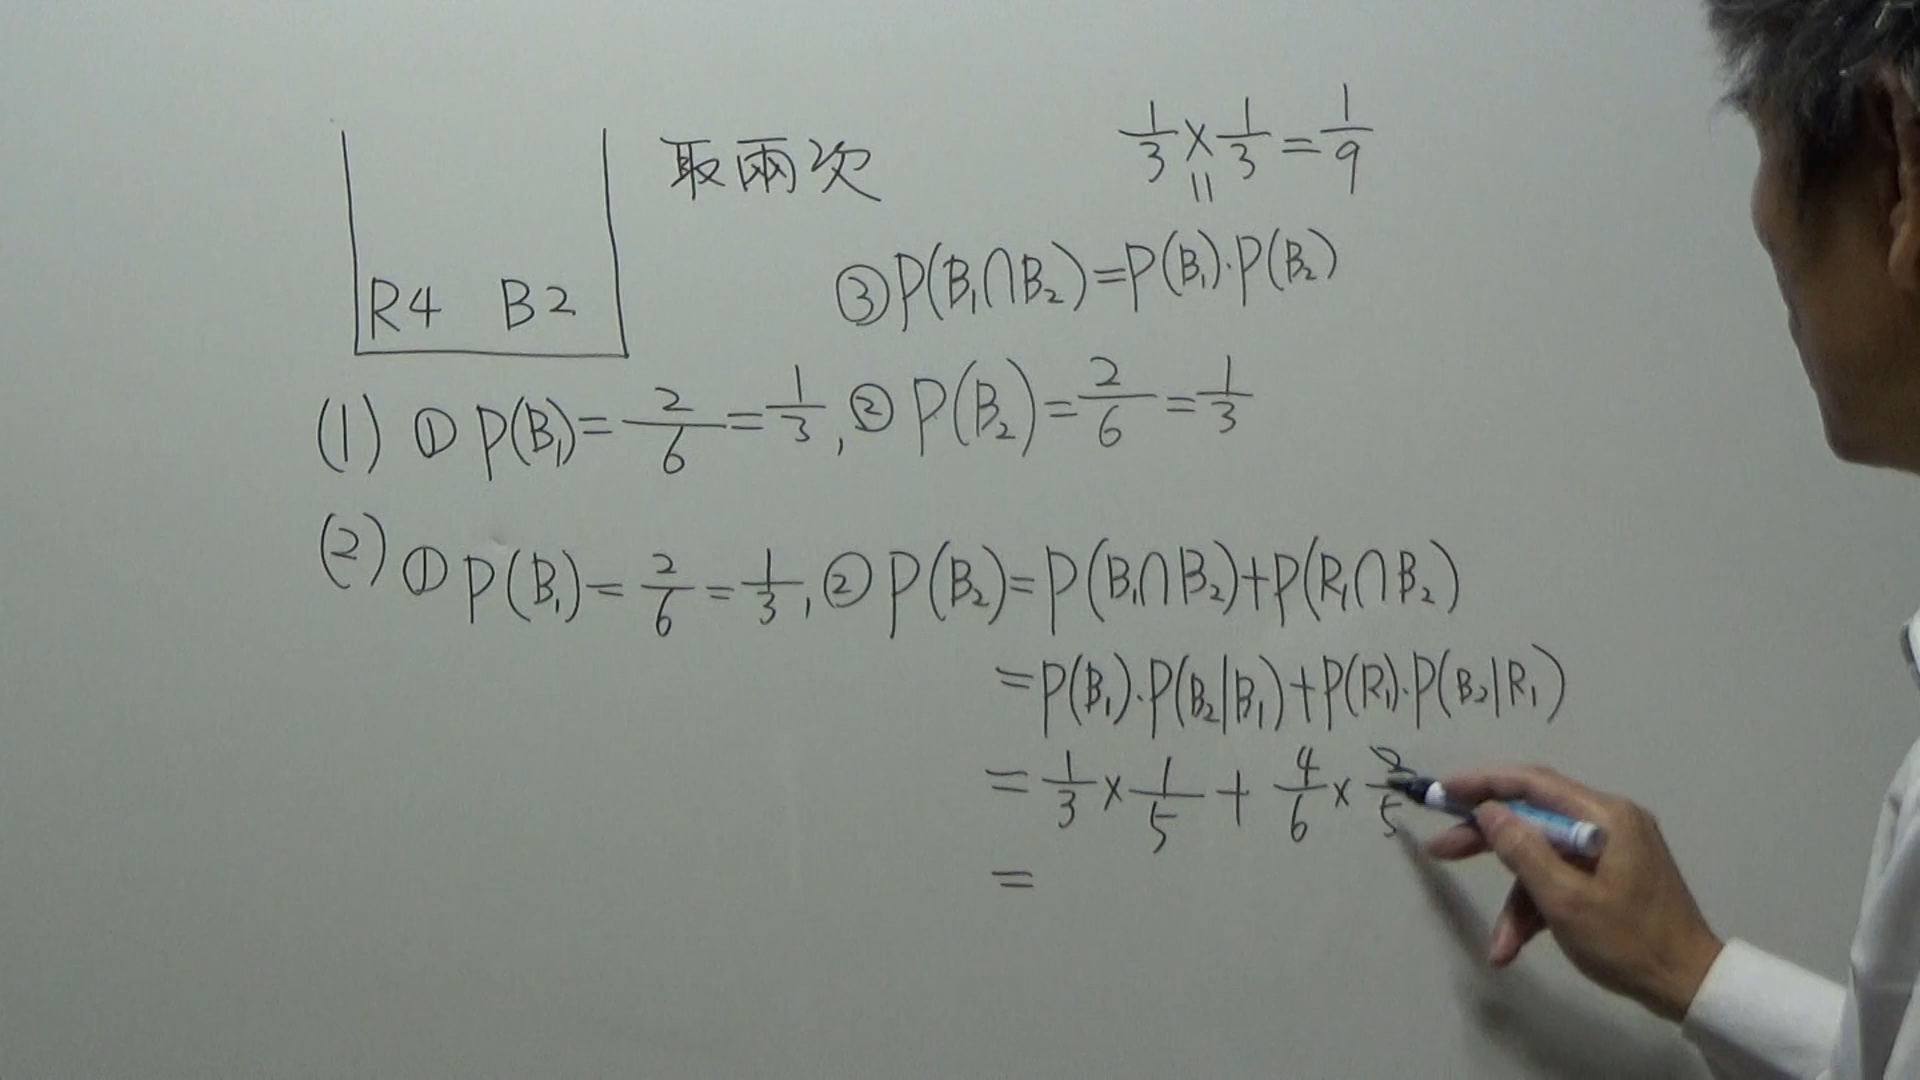 取兩次
1/3 × 1/3 = 1/9
||
③ P(B₁∩B₂) = P(B₁)·P(B₂)
R4 B2
(1) ① P(B₁) = 2/6 = 1/3, ② P(B₂) = 2/6 = 1/3
(2) ① P(B₁) = 2/6 = 1/3, ② P(B₂) = P(B₁∩B₂) + P(R₁∩B₂)
= P(B₁)·P(B₂|B₁) + P(R₁)·P(B₂|R₁)
= 1/3 × 1/5 + 4/6 × 2/5
=